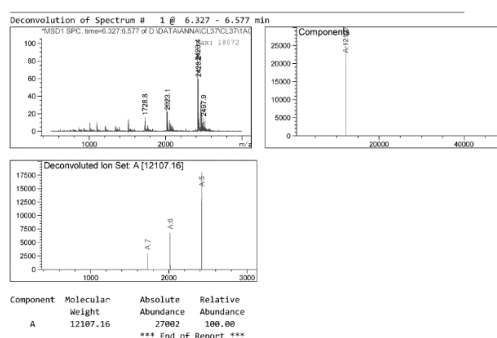 Deconvolution of Spectrum # 1 @ 6.327 - 6.577 min
*MSD1 SPC, time=6.327:6.577 of D:\DATA\ANNA\CL37\CL37\1AG
Max: 18072
100
80
60
40
20
0
1728.8
2023.1
2497.9
1000
2000
m/z
Components
25000
20000
15000
10000
5000
0
20000
40000
Deconvoluted Ion Set: A [12107.16]
17500
15000
12500
10000
7500
5000
2500
0
A:7
A:6
A:5
1000
2000
3000
Component Molecular Absolute Relative
Weight Abundance Abundance
A 12107.16 27002 100.00
*** End of Report ***